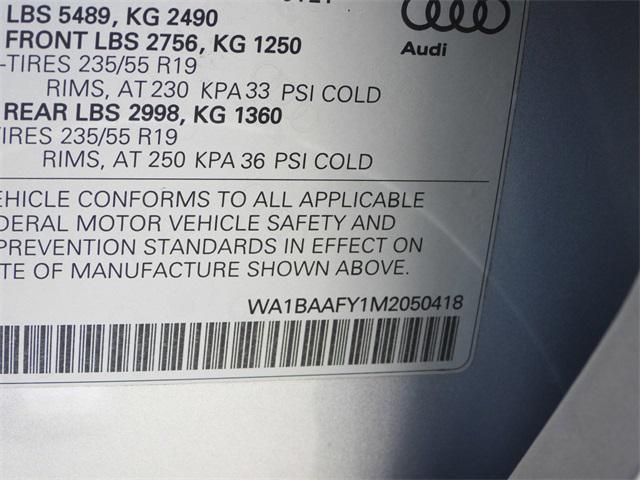 LBS 5489, KG 2490
FRONT LBS 2756, KG 1250
-TIRES 235/55 R19
RIMS, AT 230 KPA 33 PSI COLD
REAR LBS 2998, KG 1360
TIRES 235/55 R19
RIMS, AT 250 KPA 36 PSI COLD
Audi
EHICLE CONFORMS TO ALL APPLICABLE
DERAL MOTOR VEHICLE SAFETY AND
PREVENTION STANDARDS IN EFFECT ON
TE OF MANUFACTURE SHOWN ABOVE.
WA1BAAFY1M2050418